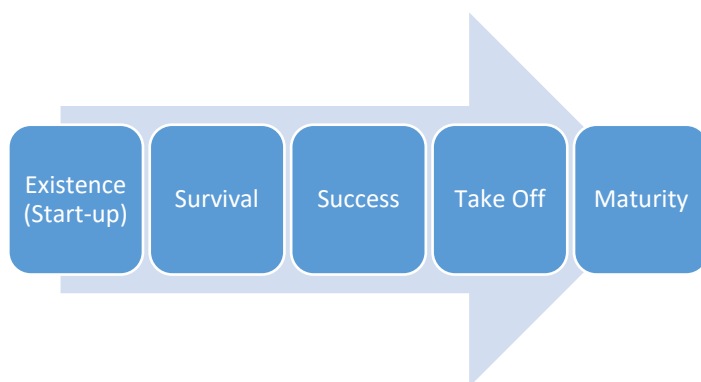 Existence
(Start-up)
Survival
Success
Take Off
Maturity